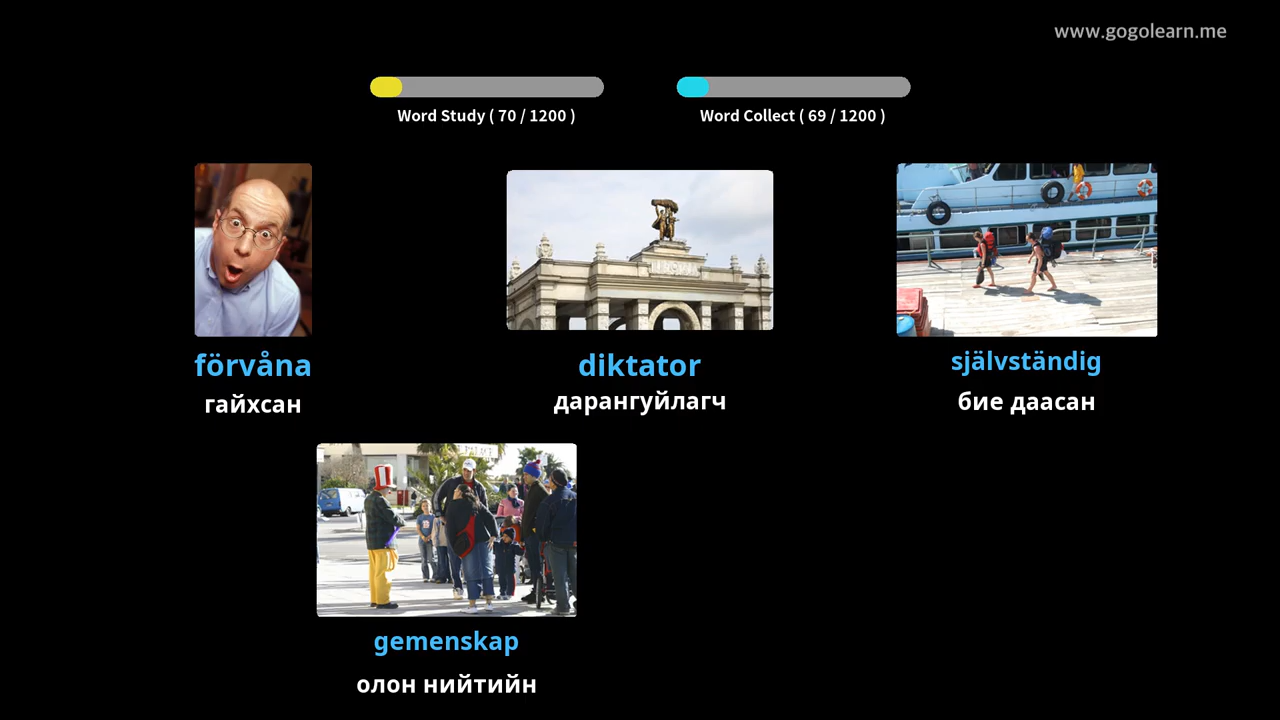 www.gogolearn.me
Word Study ( 70 / 1200 )
Word Collect ( 69 / 1200 )
förvåna
гайхсан
diktator
дарангуйлагч
självständig
бие даасан
gemenskap
олон нийтийн